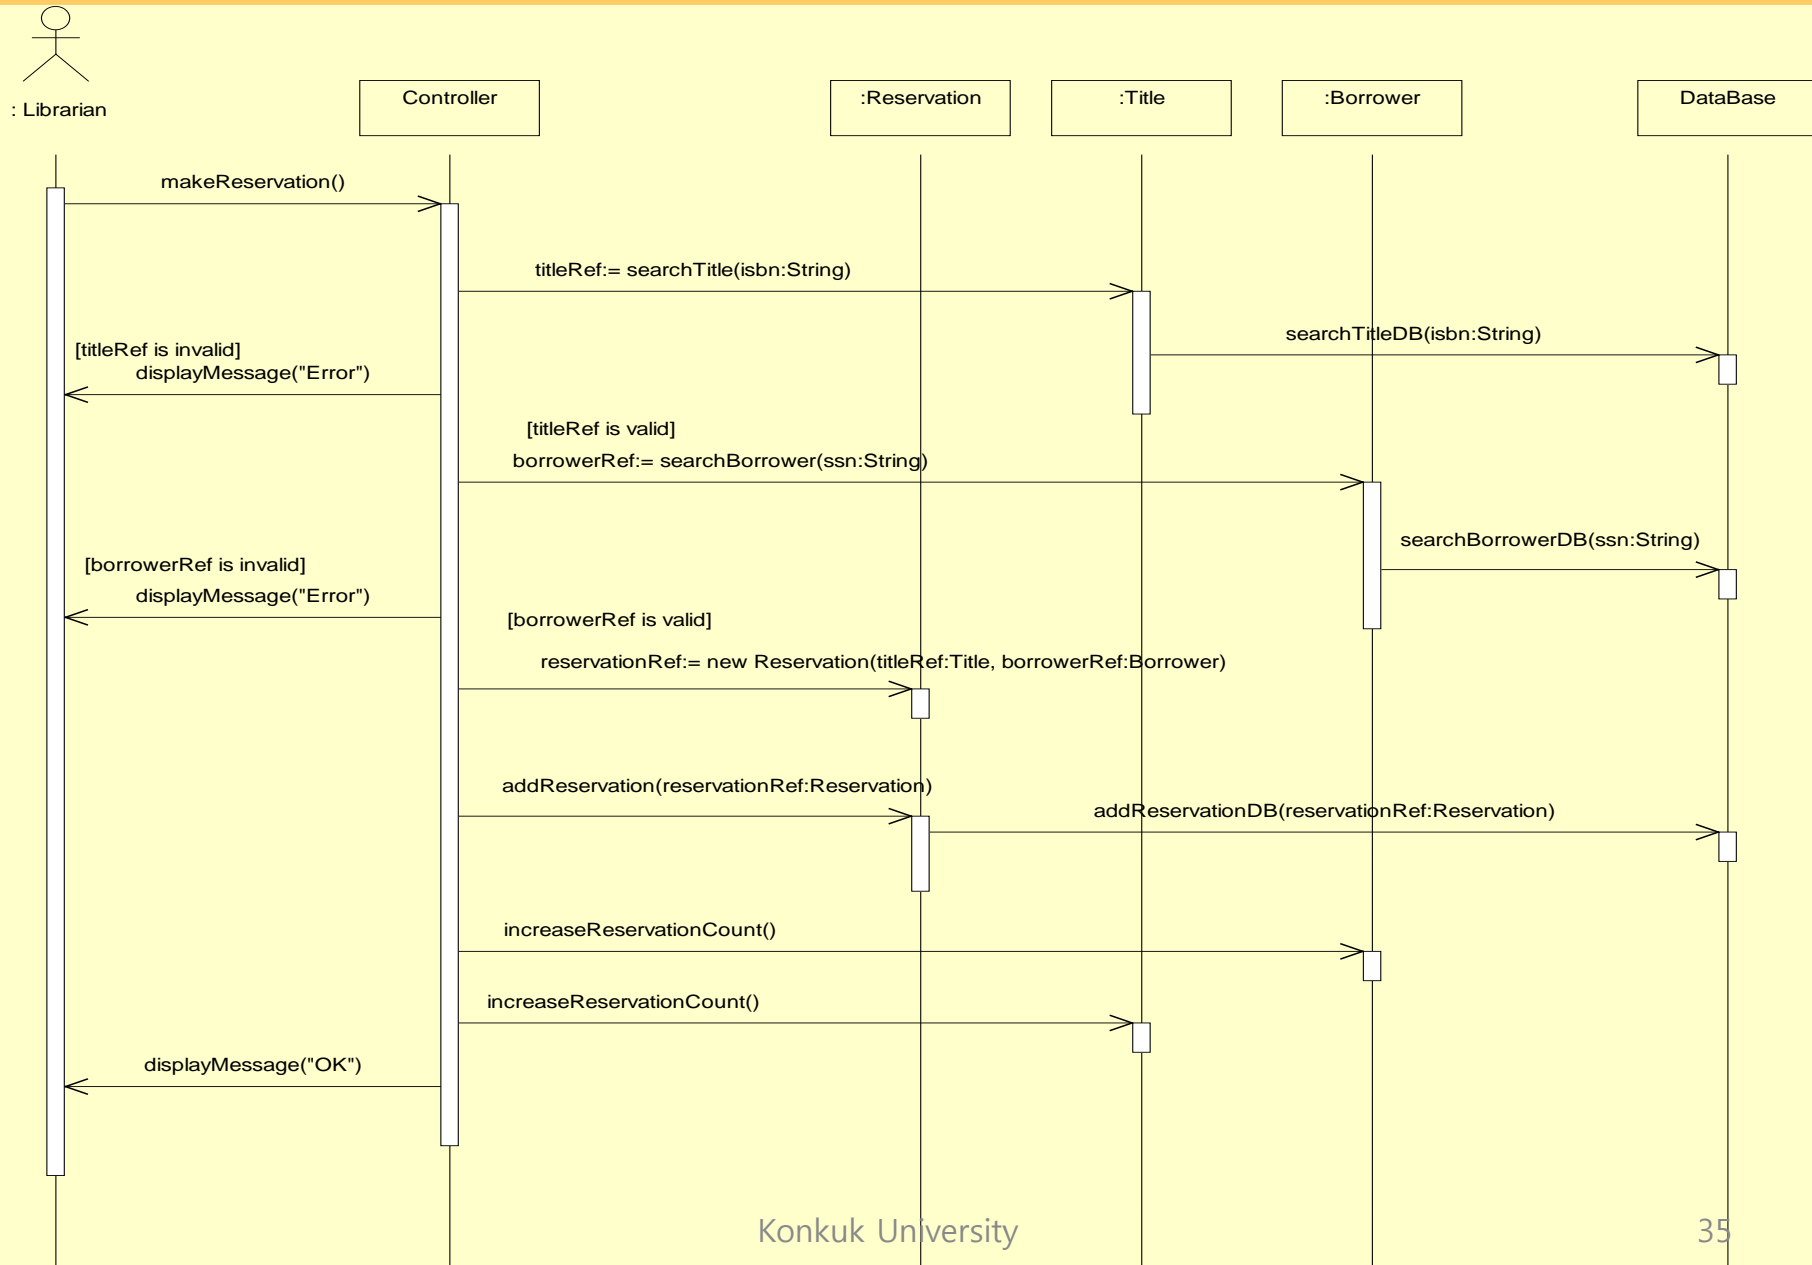 : Librarian
Controller
:Reservation
:Title
:Borrower
DataBase
makeReservation()
titleRef:= searchTitle(isbn:String)
searchTitleDB(isbn:String)
[titleRef is invalid]
displayMessage("Error")
[titleRef is valid]
borrowerRef:= searchBorrower(ssn:String)
searchBorrowerDB(ssn:String)
[borrowerRef is invalid]
displayMessage("Error")
[borrowerRef is valid]
reservationRef:= new Reservation(titleRef:Title, borrowerRef:Borrower)
addReservation(reservationRef:Reservation)
addReservationDB(reservationRef:Reservation)
increaseReservationCount()
increaseReservationCount()
displayMessage("OK")
Konkuk University
35